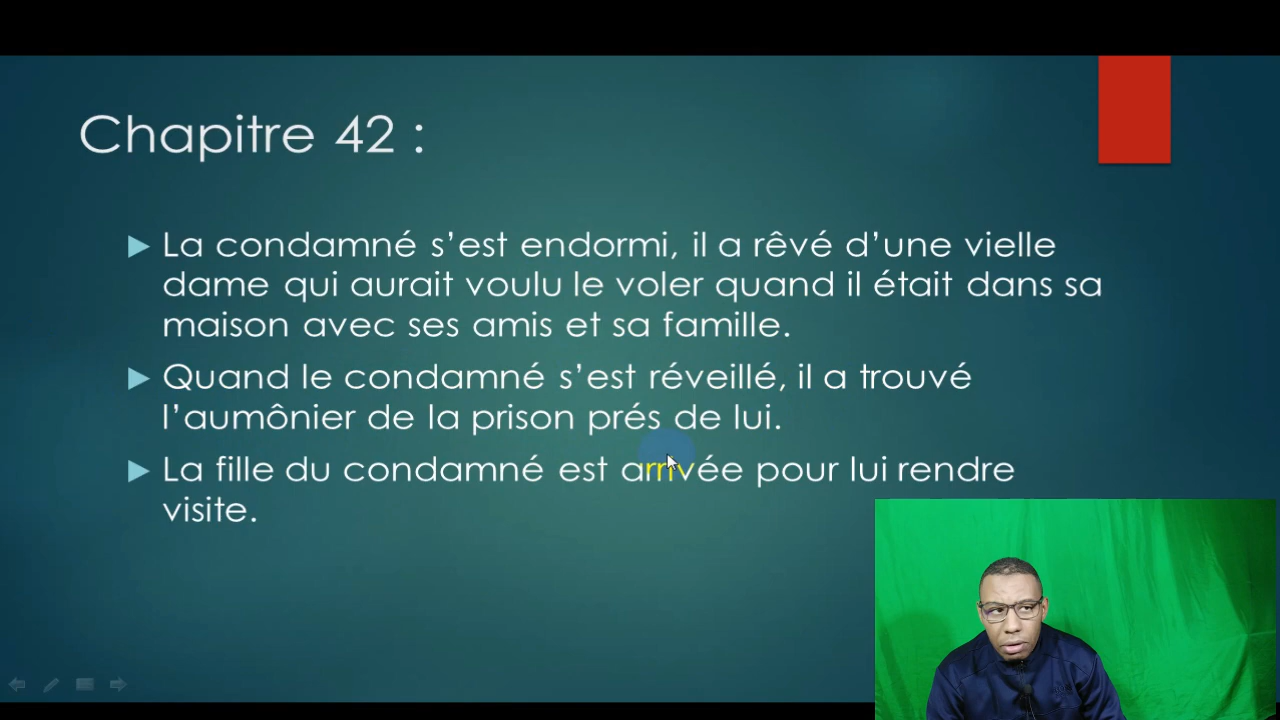 Chapitre 42 :
La condamné s’est endormi, il a rêvé d’une vielle
dame qui aurait voulu le voler quand il était dans sa
maison avec ses amis et sa famille.
Quand le condamné s’est réveillé, il a trouvé
l’aumônier de la prison prés de lui.
La fille du condamné est arrivée pour lui rendre
visite.